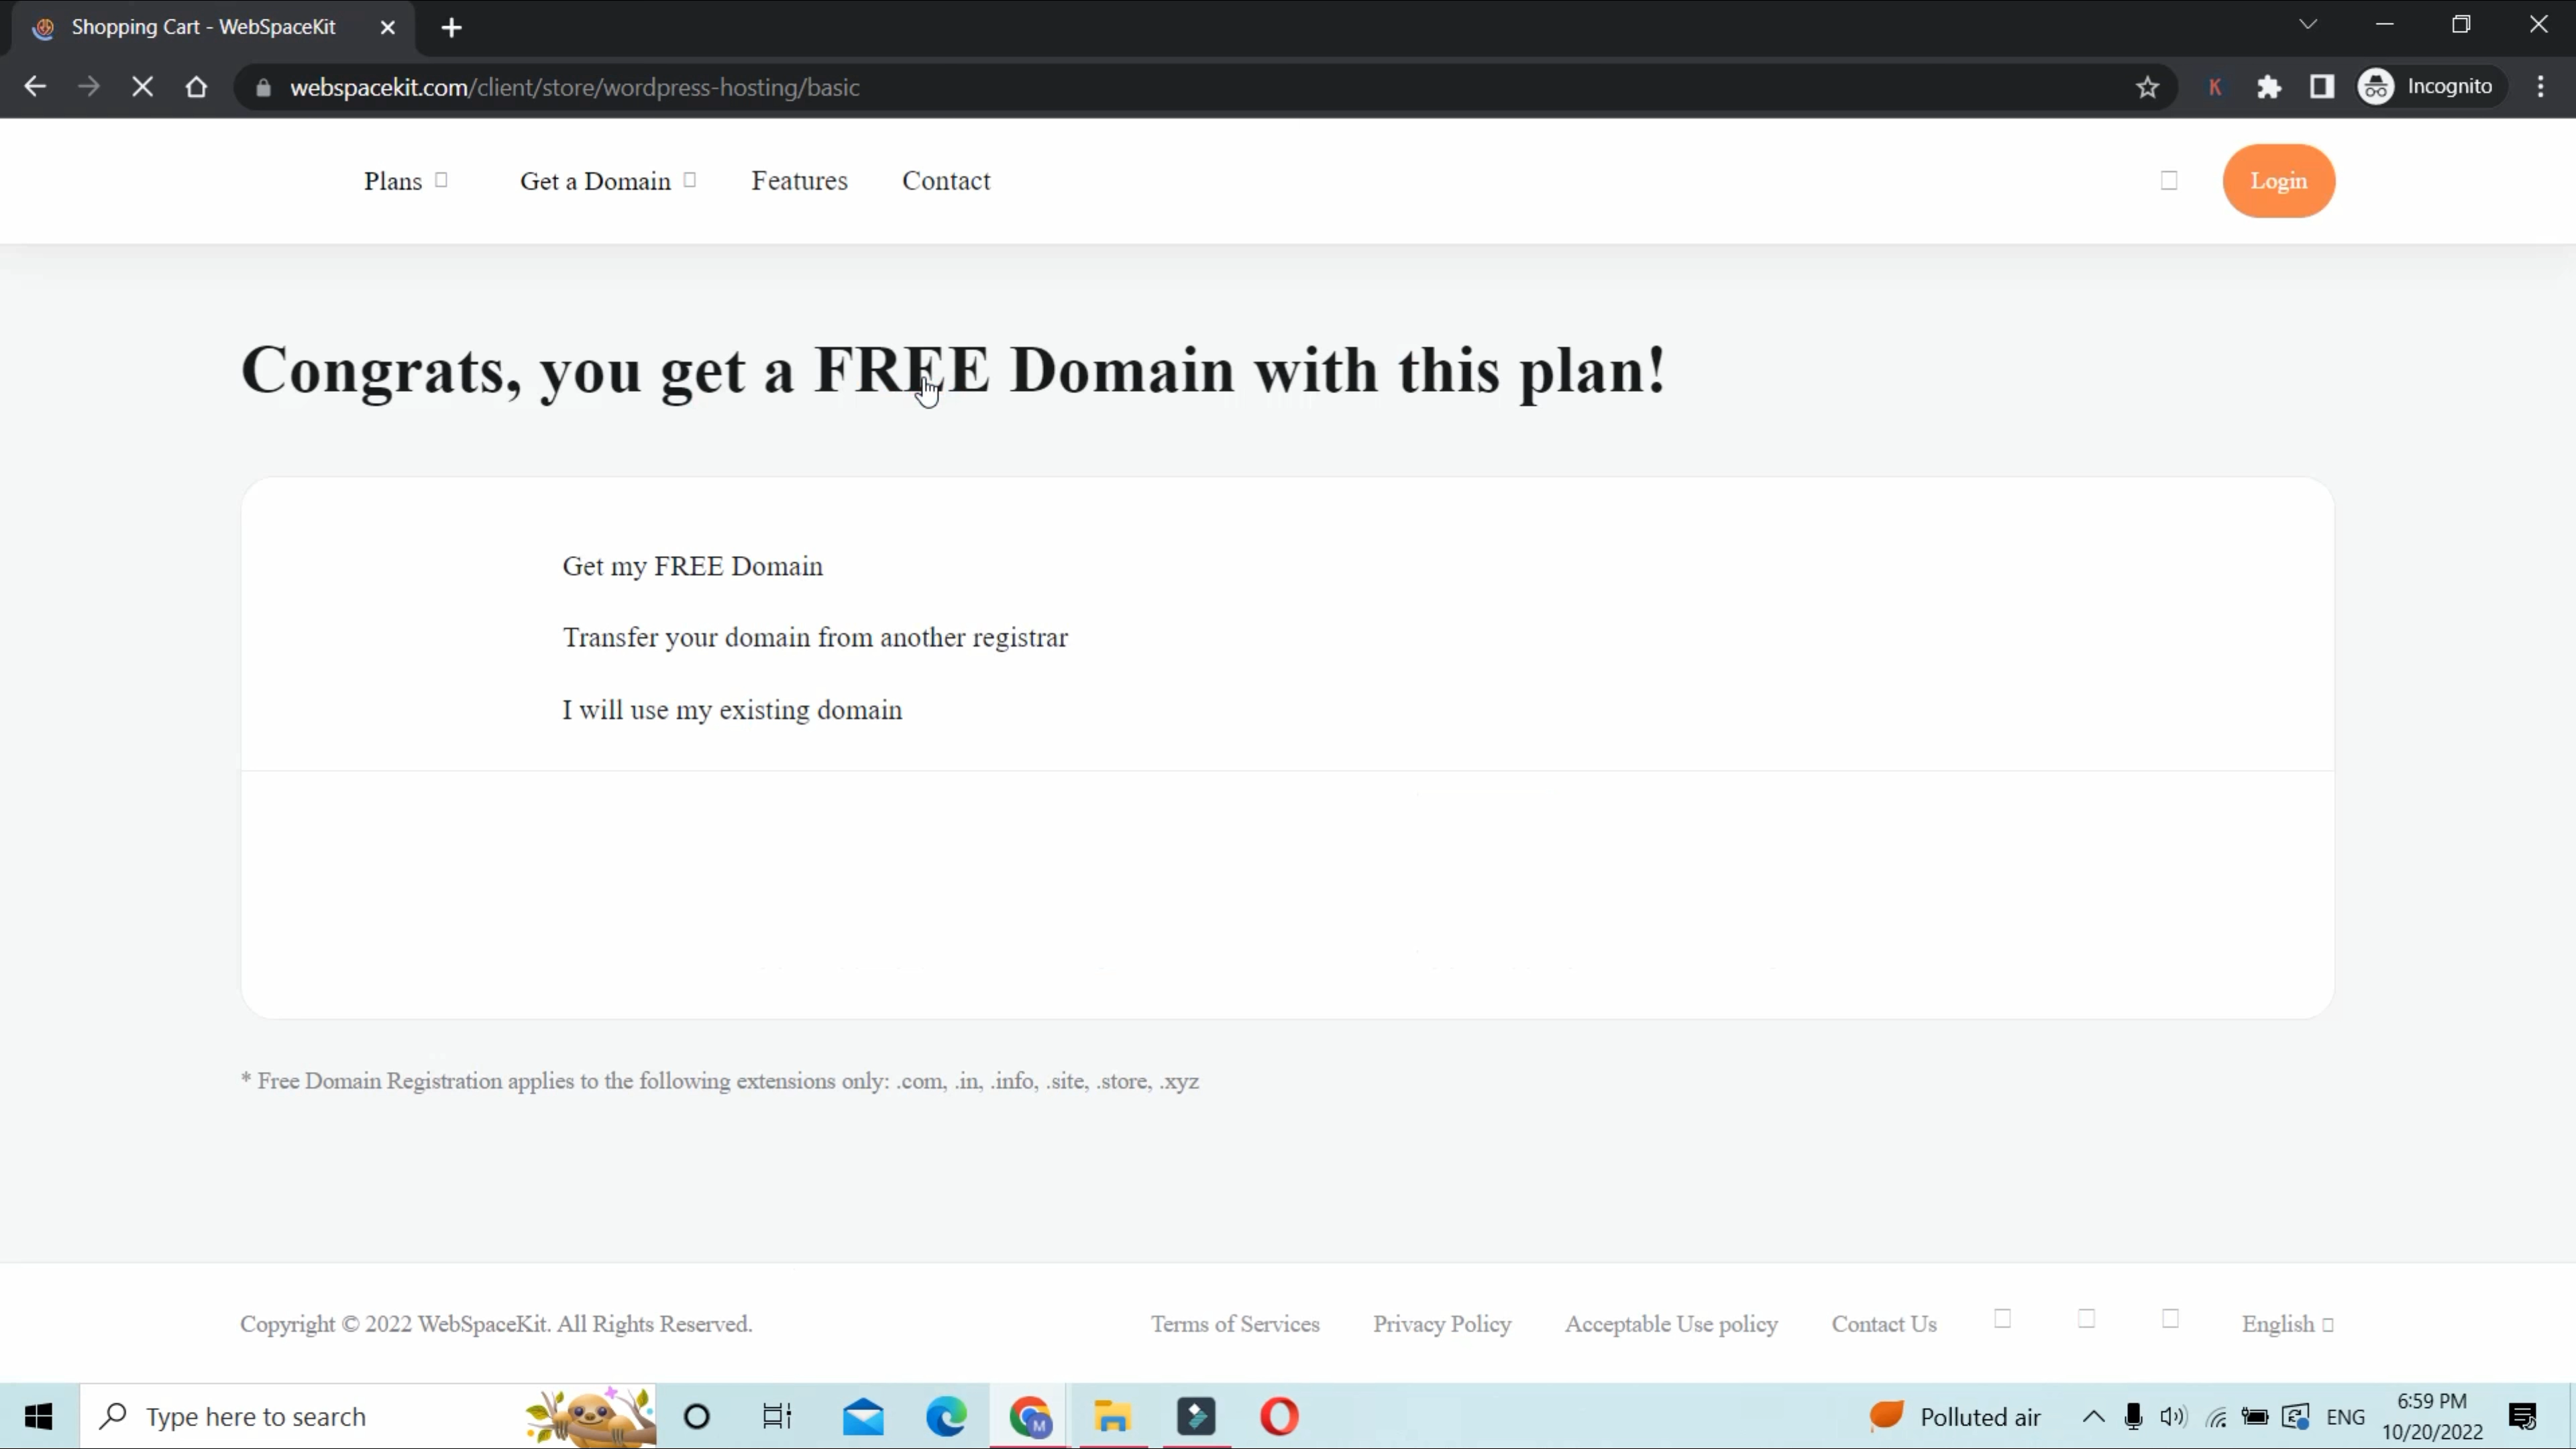 Shopping Cart - WebSpaceKit
webspacekit.com/client/store/wordpress-hosting/basic
K
Incognito
Plans
Get a Domain
Features
Contact
Login
Congrats, you get a FREE Domain with this plan!
Get my FREE Domain
Transfer your domain from another registrar
I will use my existing domain
* Free Domain Registration applies to the following extensions only: .com, .in, .info, .site, .store, .xyz
Copyright © 2022 WebSpaceKit. All Rights Reserved.
Terms of Services
Privacy Policy
Acceptable Use policy
Contact Us
English
Type here to search
M
Polluted air
ENG
6:59 PM
10/20/2022